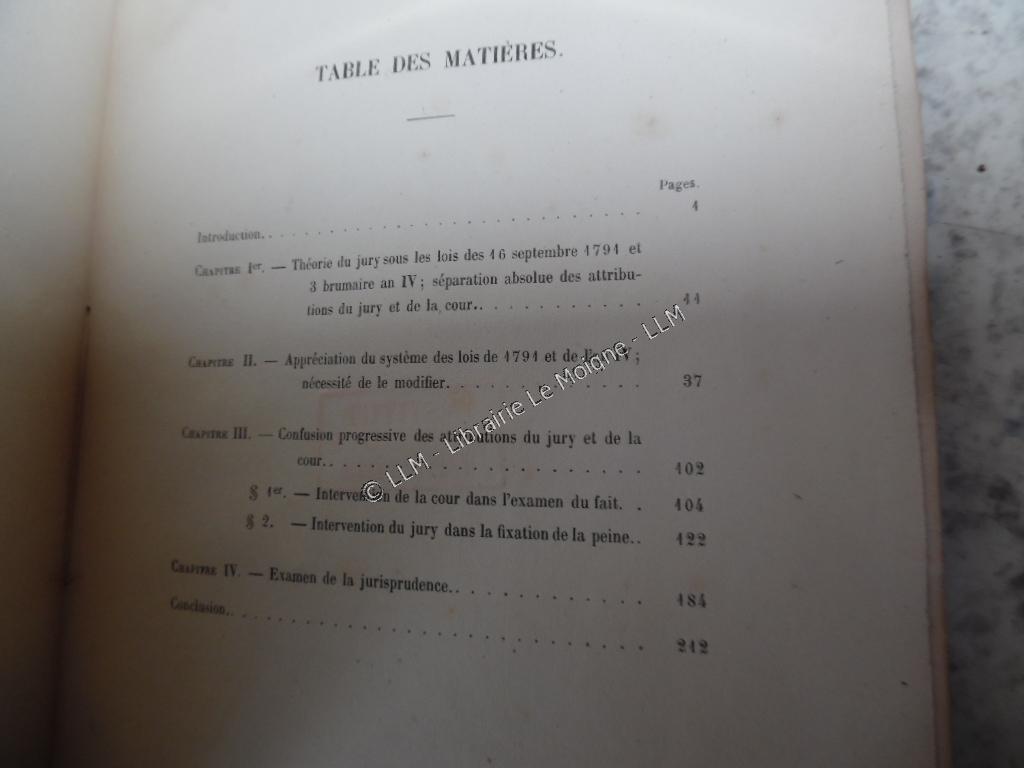 TABLE DES MATIÈRES.
Pages.
Introduction. . . . . . . . . . . . . . . . . . . . . . . . . . . . . 1
CHAPITRE Ier. — Théorie du jury sous les lois des 16 septembre 1791 et
3 brumaire an IV ; séparation absolue des attribu-
tions du jury et de la cour. . . . . . . . . . . . 11
CHAPITRE II. — Appréciation du système des lois de 1791 et de l'an IV ;
nécessité de le modifier. . . . . . . . . . . . . . 37
CHAPITRE III. — Confusion progressive des attributions du jury et de la
cour. . . . . . . . . . . . . . . . . . . . . . . 102
§ 1er. — Intervention de la cour dans l'examen du fait. . 104
§ 2. — Intervention du jury dans la fixation de la peine. . 122
CHAPITRE IV. — Examen de la jurisprudence. . . . . . . . . . . . . 184
Conclusion. . . . . . . . . . . . . . . . . . . . . . . . . . . . . 212
© LLM - Librairie Le Moigne - LLM